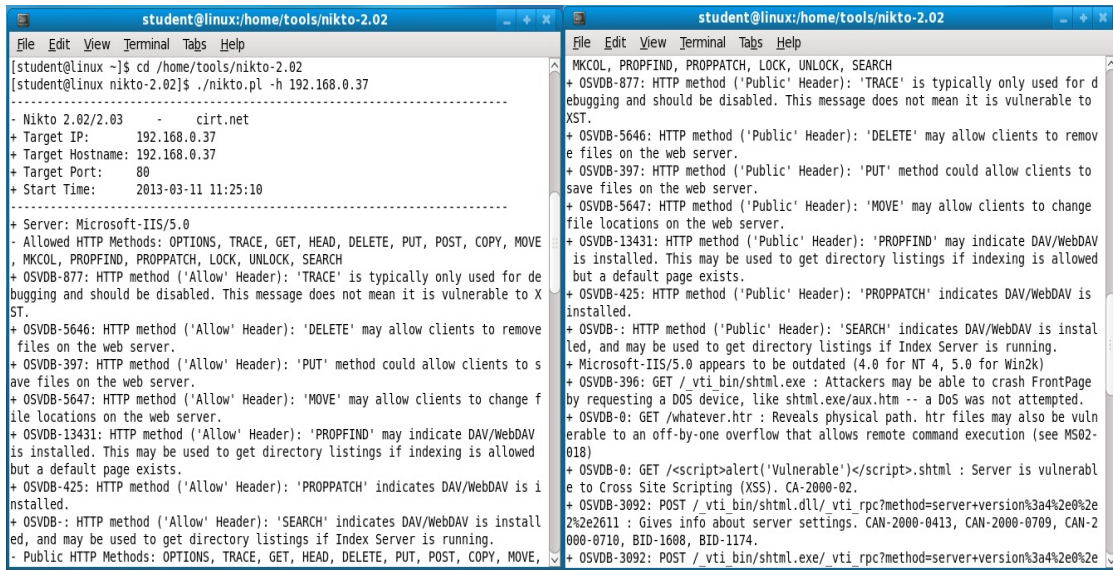 student@linux:/home/tools/nikto-2.02
File Edit View Terminal Tabs Help
[student@linux ~]$ cd /home/tools/nikto-2.02
[student@linux nikto-2.02]$ ./nikto.pl -h 192.168.0.37
---------------------------------------------------------------------------
- Nikto 2.02/2.03 - cirt.net
+ Target IP: 192.168.0.37
+ Target Hostname: 192.168.0.37
+ Target Port: 80
+ Start Time: 2013-03-11 11:25:10
---------------------------------------------------------------------------
+ Server: Microsoft-IIS/5.0
- Allowed HTTP Methods: OPTIONS, TRACE, GET, HEAD, DELETE, PUT, POST, COPY, MOVE
, MKCOL, PROPFIND, PROPPATCH, LOCK, UNLOCK, SEARCH
+ OSVDB-877: HTTP method ('Allow' Header): 'TRACE' is typically only used for de
bugging and should be disabled. This message does not mean it is vulnerable to X
ST.
+ OSVDB-5646: HTTP method ('Allow' Header): 'DELETE' may allow clients to remove
files on the web server.
+ OSVDB-397: HTTP method ('Allow' Header): 'PUT' method could allow clients to s
ave files on the web server.
+ OSVDB-5647: HTTP method ('Allow' Header): 'MOVE' may allow clients to change f
ile locations on the web server.
+ OSVDB-13431: HTTP method ('Allow' Header): 'PROPFIND' may indicate DAV/WebDAV
is installed. This may be used to get directory listings if indexing is allowed
but a default page exists.
+ OSVDB-425: HTTP method ('Allow' Header): 'PROPPATCH' indicates DAV/WebDAV is i
nstalled.
+ OSVDB-: HTTP method ('Allow' Header): 'SEARCH' indicates DAV/WebDAV is install
ed, and may be used to get directory listings if Index Server is running.
- Public HTTP Methods: OPTIONS, TRACE, GET, HEAD, DELETE, PUT, POST, COPY, MOVE,
student@linux:/home/tools/nikto-2.02
File Edit View Terminal Tabs Help
MKCOL, PROPFIND, PROPPATCH, LOCK, UNLOCK, SEARCH
+ OSVDB-877: HTTP method ('Public' Header): 'TRACE' is typically only used for d
ebugging and should be disabled. This message does not mean it is vulnerable to
XST.
+ OSVDB-5646: HTTP method ('Public' Header): 'DELETE' may allow clients to remov
e files on the web server.
+ OSVDB-397: HTTP method ('Public' Header): 'PUT' method could allow clients to
save files on the web server.
+ OSVDB-5647: HTTP method ('Public' Header): 'MOVE' may allow clients to change
file locations on the web server.
+ OSVDB-13431: HTTP method ('Public' Header): 'PROPFIND' may indicate DAV/WebDAV
is installed. This may be used to get directory listings if indexing is allowed
but a default page exists.
+ OSVDB-425: HTTP method ('Public' Header): 'PROPPATCH' indicates DAV/WebDAV is
installed.
+ OSVDB-: HTTP method ('Public' Header): 'SEARCH' indicates DAV/WebDAV is instal
led, and may be used to get directory listings if Index Server is running.
+ Microsoft-IIS/5.0 appears to be outdated (4.0 for NT 4, 5.0 for Win2k)
+ OSVDB-396: GET /_vti_bin/shtml.exe : Attackers may be able to crash FrontPage
by requesting a DOS device, like shtml.exe/aux.htm -- a DoS was not attempted.
+ OSVDB-0: GET /whatever.htr : Reveals physical path. htr files may also be vuln
erable to an off-by-one overflow that allows remote command execution (see MS02-
018)
+ OSVDB-0: GET /<script>alert('Vulnerable')</script>.shtml : Server is vulnerabl
e to Cross Site Scripting (XSS). CA-2000-02.
+ OSVDB-3092: POST /_vti_bin/shtml.dll/_vti_rpc?method=server+version%3a4%2e0%2e
2%2e2611 : Gives info about server settings. CAN-2000-0413, CAN-2000-0709, CAN-2
000-0710, BID-1608, BID-1174.
+ OSVDB-3092: POST /_vti_bin/shtml.exe/_vti_rpc?method=server+version%3a4%2e0%2e